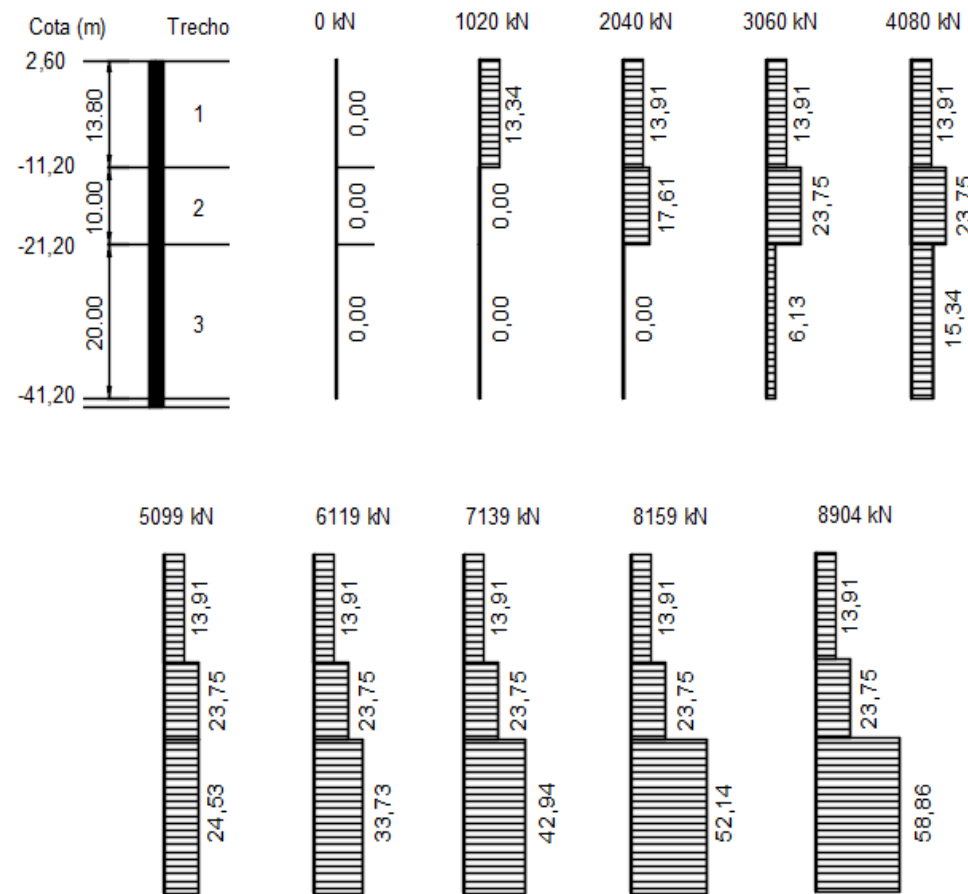 Cota (m) Trecho 0 kN 1020 kN 2040 kN 3060 kN 4080 kN
2,60
13.80 1 0,00 13,34 13,91 13,91 13,91
-11,20
10.00 2 0,00 0,00 17,61 23,75 23,75
-21,20
20.00 3 0,00 0,00 0,00 6,13 15,34
-41,20
5099 kN 6119 kN 7139 kN 8159 kN 8904 kN
13,91 13,91 13,91 13,91 13,91
23,75 23,75 23,75 23,75 23,75
24,53 33,73 42,94 52,14 58,86